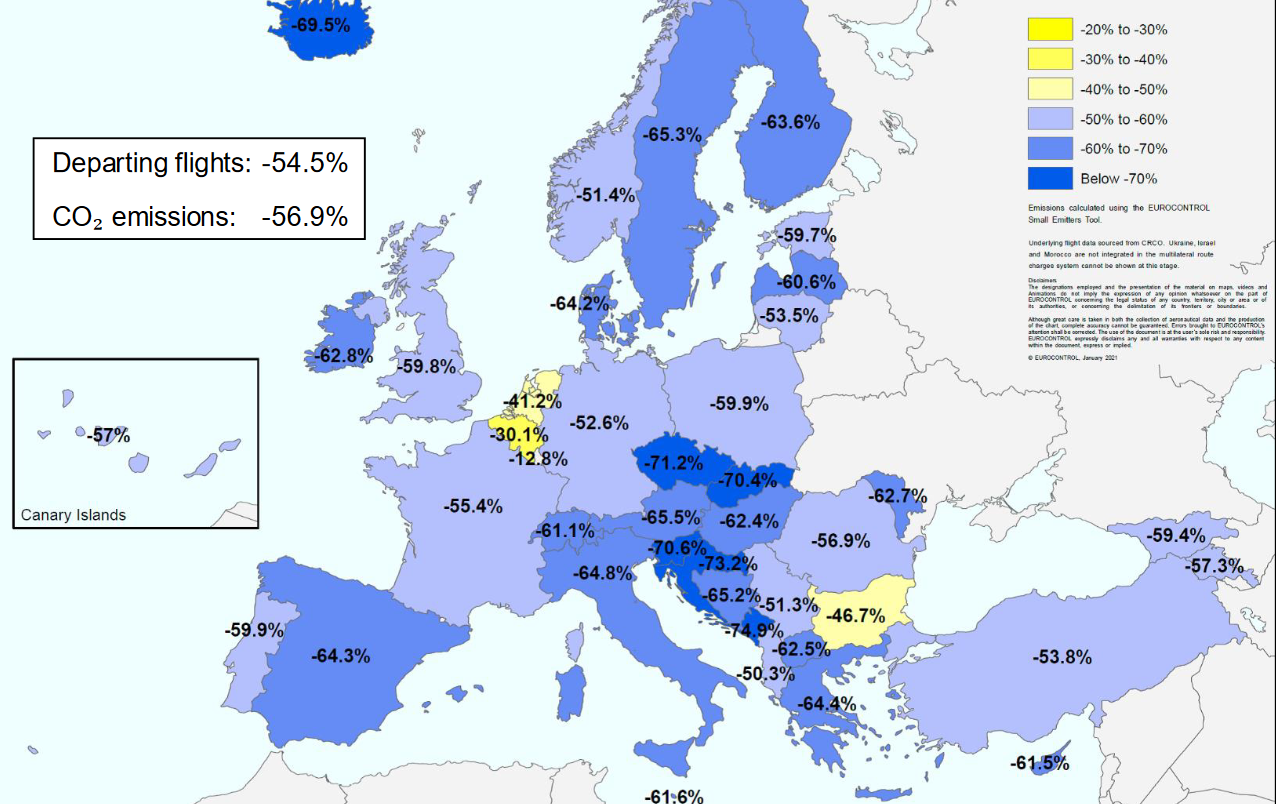 -69.5%
-20% to -30%
-30% to -40%
-40% to -50%
-50% to -60%
-60% to -70%
Below -70%
Departing flights: -54.5%
CO₂ emissions: -56.9%
Emissions calculated using the EUROCONTROL
Small Emitters Tool.
Underlying flight data sourced from CRCO. Ukraine, Israel
and Morocco are not integrated in the multilateral route
charges system cannot be shown at this stage.
Disclaimers
The designations employed and the presentation of the material on maps, videos and
Animations do not imply the expression of any opinion whatsoever on the part of
EUROCONTROL concerning the legal status of any country, territory, city or area or of
its authorities, or concerning the delimitation of its frontiers or boundaries.
Although great care is taken in both the collection of aeronautical data and the production
of the chart, complete accuracy cannot be guaranteed. Errors brought to EUROCONTROL's
attention shall be corrected. The use of the document is at the user's sole risk and responsibility.
EUROCONTROL expressly disclaims any and all warranties with respect to any content
within the document, express or implied.
© EUROCONTROL, January 2021
-63.6%
-65.3%
-51.4%
-59.7%
-60.6%
-64.2%
-53.5%
-62.8%
-59.8%
-41.2%
-59.9%
-52.6%
-30.1%
-12.8%
-57%
Canary Islands
-71.2%
-70.4%
-62.7%
-55.4%
-65.5%
-62.4%
-61.1%
-56.9%
-59.4%
-70.6%
-73.2%
-57.3%
-64.8%
-65.2%
-51.3%
-46.7%
-59.9%
-74.9%
-62.5%
-64.3%
-53.8%
-50.3%
-64.4%
-61.5%
-61.6%